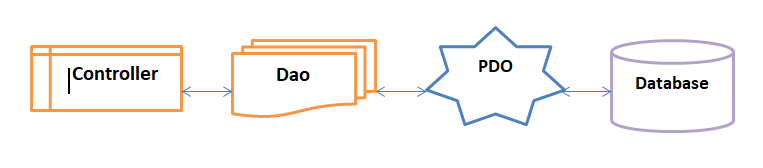 Controller
Dao
PDO
Database